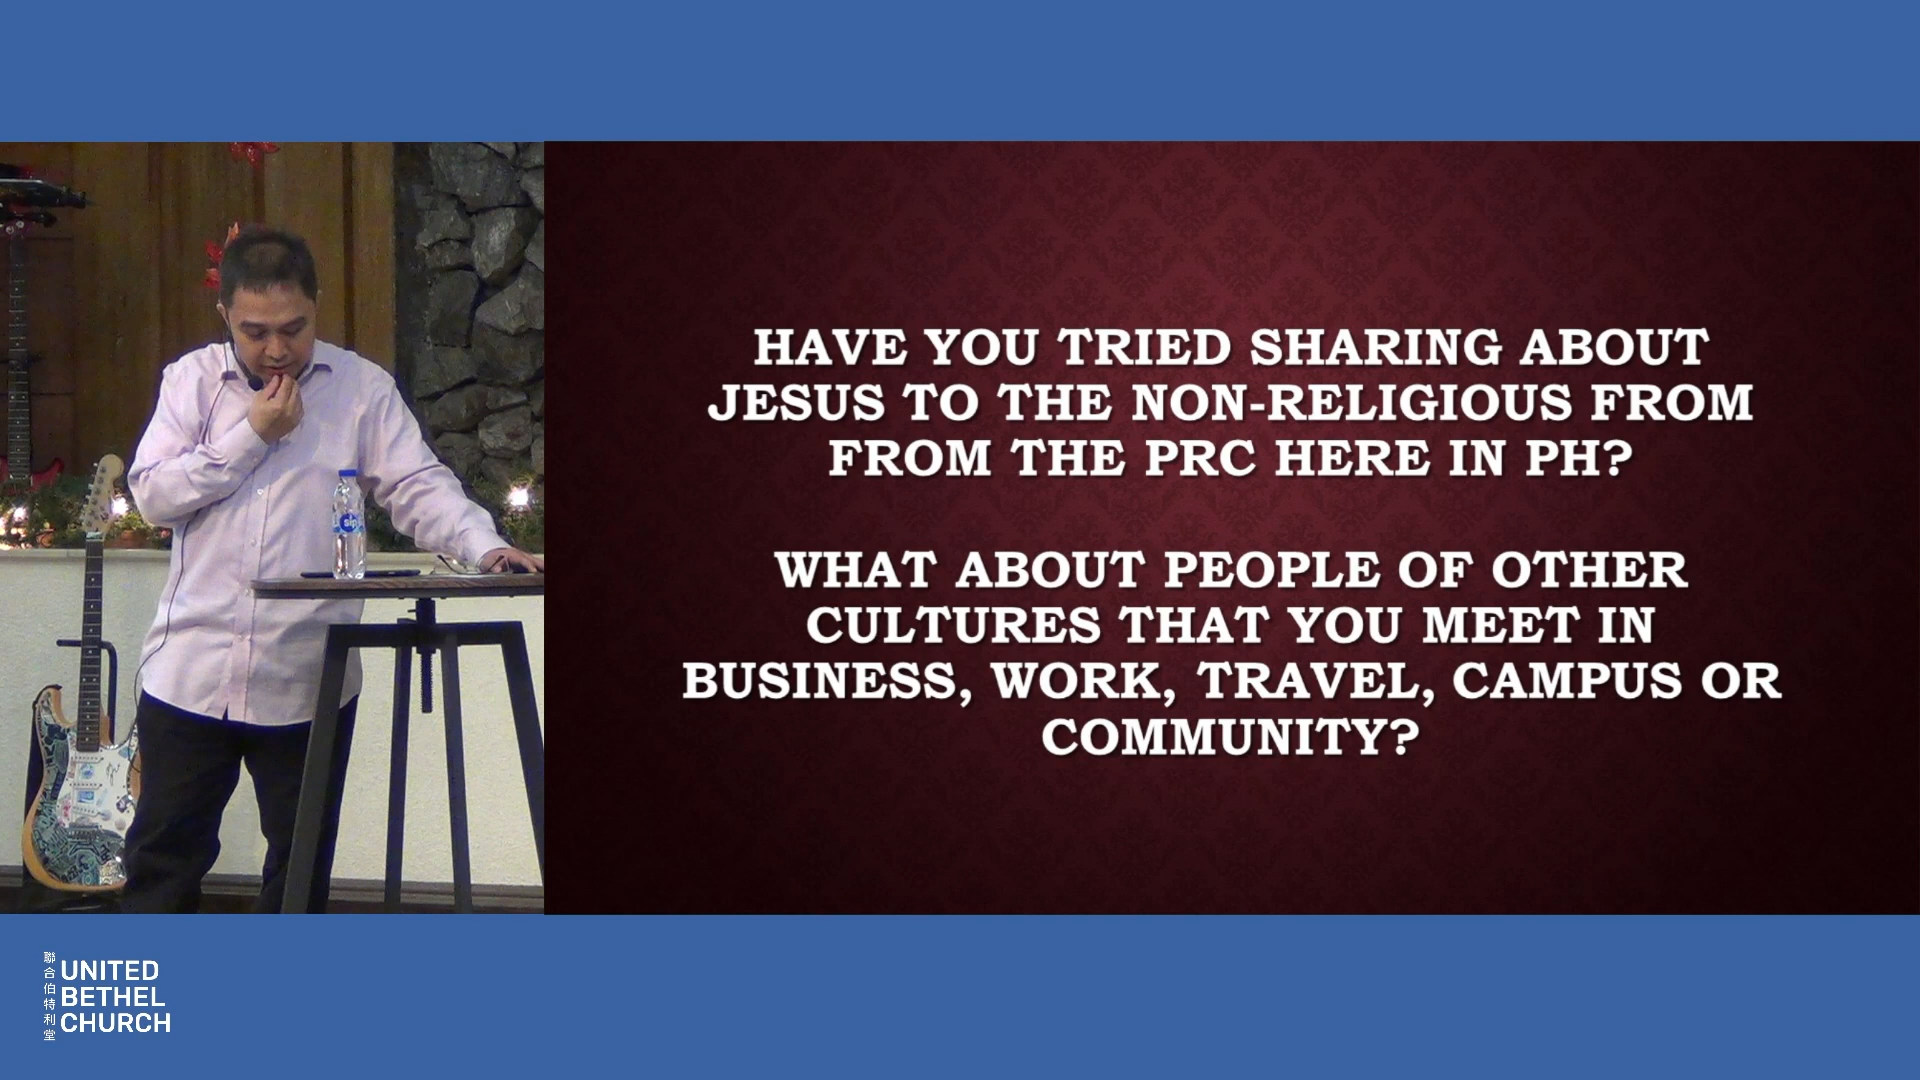 HAVE YOU TRIED SHARING ABOUT
JESUS TO THE NON-RELIGIOUS FROM
FROM THE PRC HERE IN PH?
WHAT ABOUT PEOPLE OF OTHER
CULTURES THAT YOU MEET IN
BUSINESS, WORK, TRAVEL, CAMPUS OR
COMMUNITY?
sip
聯合伯特利堂
UNITED
BETHEL
CHURCH